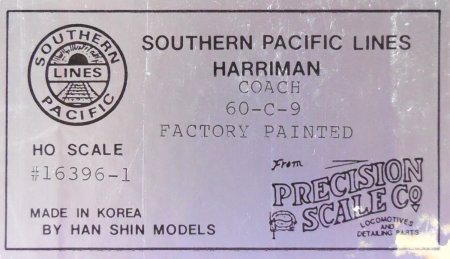 SOUTHERN
LINES
PACIFIC
SOUTHERN PACIFIC LINES
HARRIMAN
COACH
60-C-9
FACTORY PAINTED
HO SCALE
#16396-1
MADE IN KOREA
BY HAN SHIN MODELS
From
PRECISION
SCALE CO.
LOCOMOTIVES
AND
DETAILING PARTS